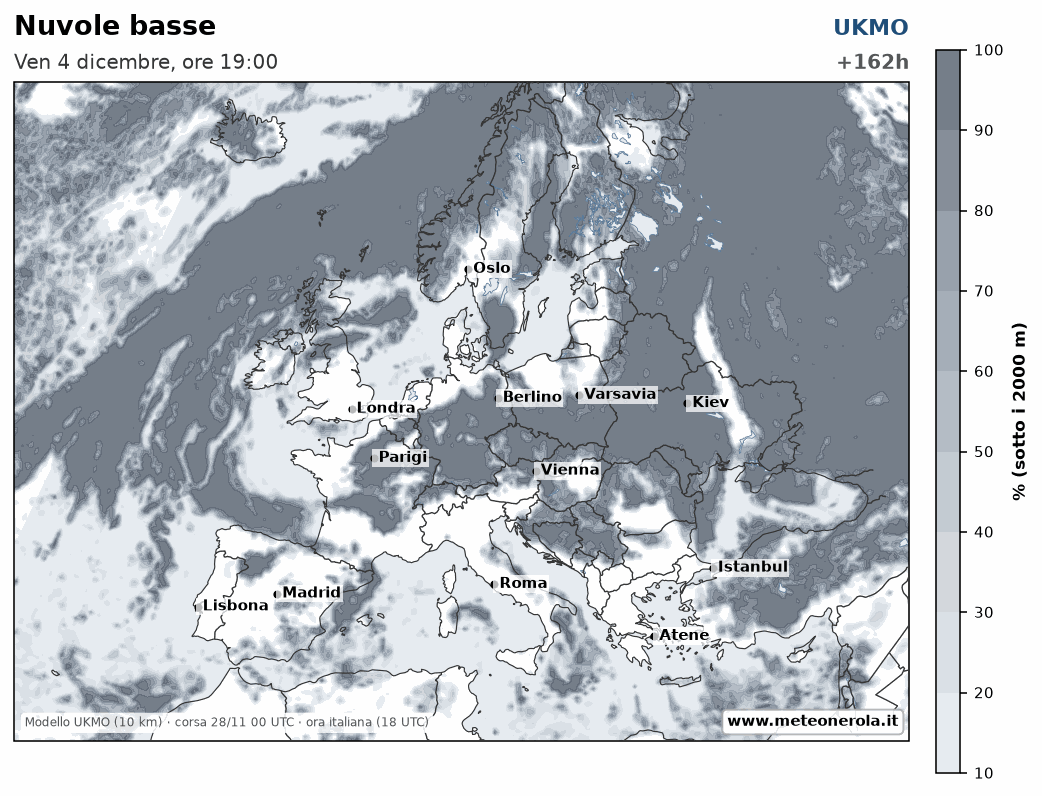 Nuvole basse
UKMO
Ven 4 dicembre, ore 19:00
+162h
100
90
80
70
60
50
40
30
20
10
% (sotto i 2000 m)
Oslo
Londra
Berlino
Varsavia
Kiev
Parigi
Vienna
Istanbul
Roma
Madrid
Lisbona
Atene
Modello UKMO (10 km) · corsa 28/11 00 UTC · ora italiana (18 UTC)
www.meteonerola.it